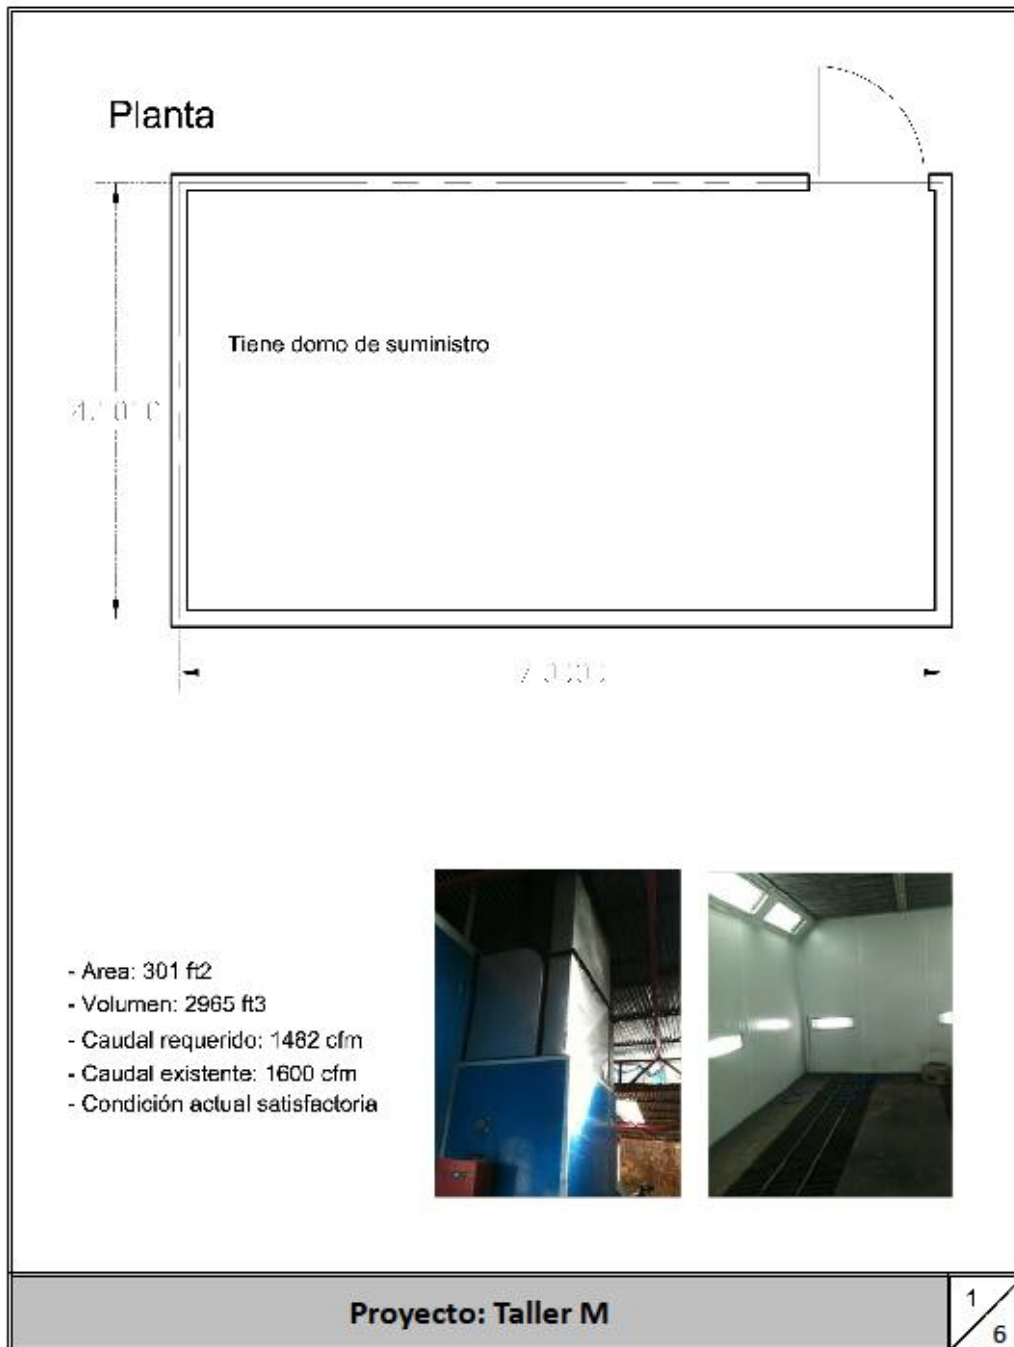 Planta
Tiene domo de suministro
- Area: 301 ft2
- Volumen: 2965 ft3
- Caudal requerido: 1482 cfm
- Caudal existente: 1600 cfm
- Condición actual satisfactoria
Proyecto: Taller M
1
6